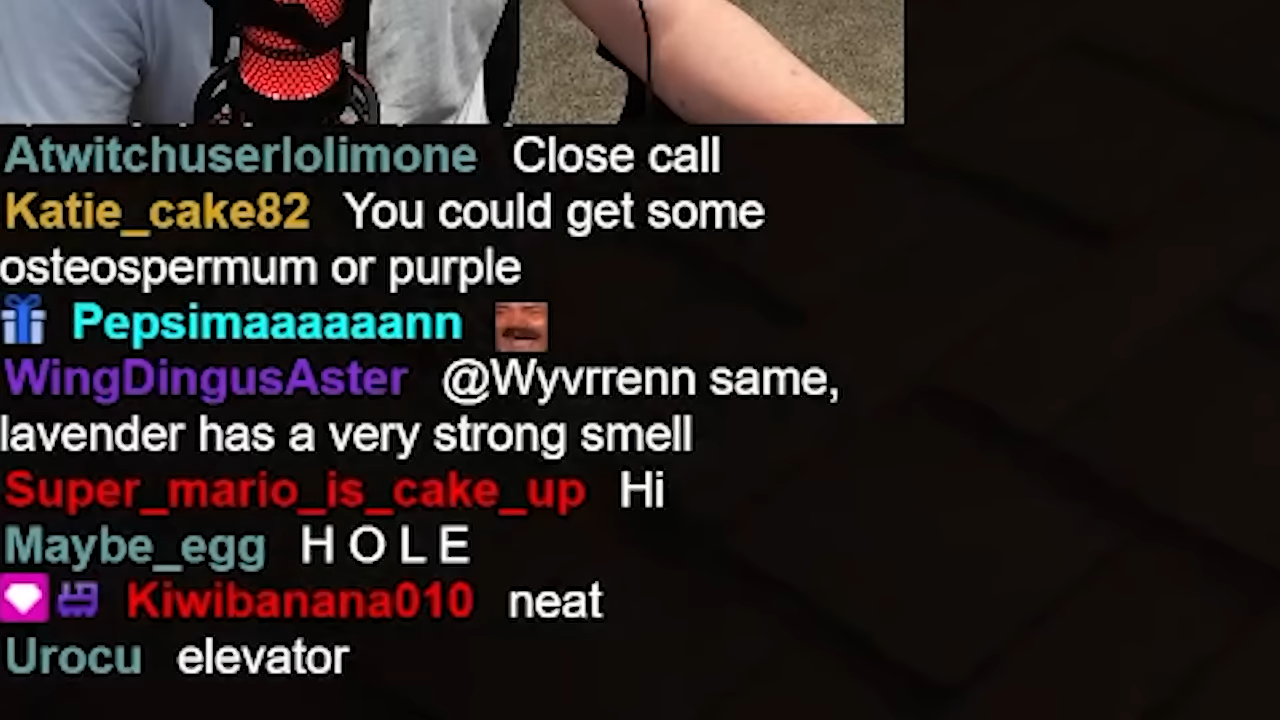 Atwitchuserlolimone Close call
Katie_cake82 You could get some
osteospermum or purple
Pepsimaaaaaann
WingDingusAster @Wyvrrenn same,
lavender has a very strong smell
Super_mario_is_cake_up Hi
Maybe_egg H O L E
Kiwibanana010 neat
Urocu elevator